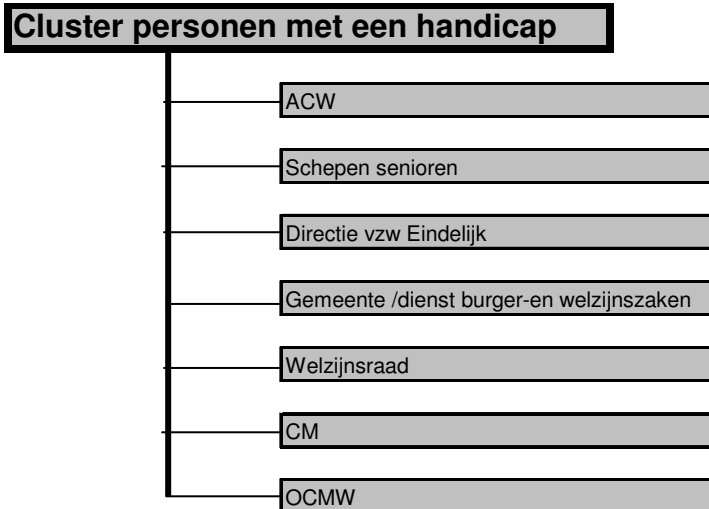 Cluster personen met een handicap
ACW
Schepen senioren
Directie vzw Eindelijk
Gemeente /dienst burger-en welzijnszaken
Welzijnsraad
CM
OCMW